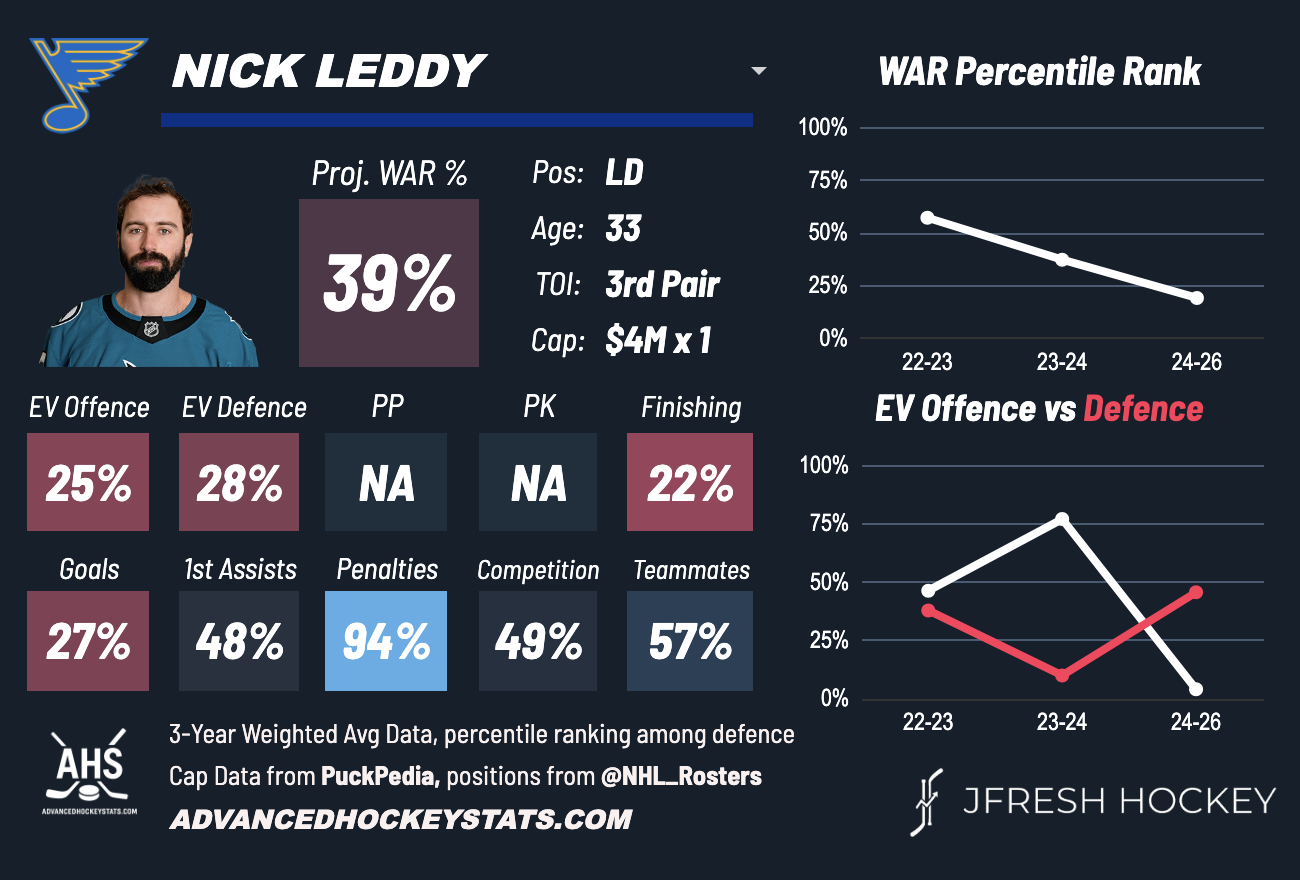 NICK LEDDY
Proj. WAR %
39%
Pos: LD
Age: 33
TOI: 3rd Pair
Cap: $4M x 1
EV Offence EV Defence PP PK Finishing
25% 28% NA NA 22%
Goals 1st Assists Penalties Competition Teammates
27% 48% 94% 49% 57%
WAR Percentile Rank
100%
75%
50%
25%
0%
22-23 23-24 24-26
EV Offence vs Defence
100%
75%
50%
25%
0%
22-23 23-24 24-26
AHS
ADVANCEDHOCKEYSTATS.COM
3-Year Weighted Avg Data, percentile ranking among defence
Cap Data from PuckPedia, positions from @NHL_Rosters
ADVANCEDHOCKEYSTATS.COM
JFRESH HOCKEY